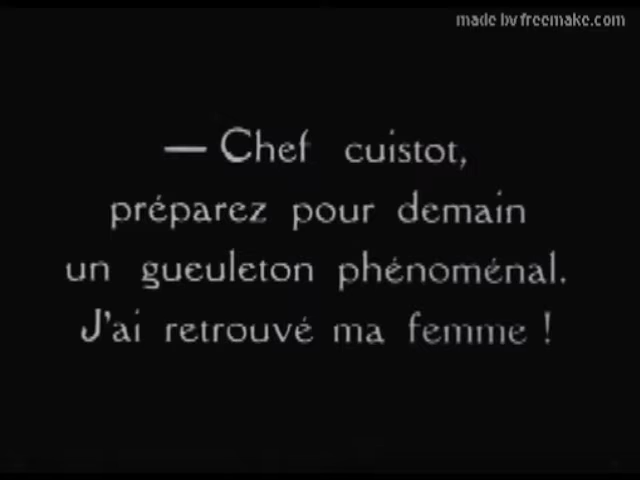 made by freemake.com
— Chef cuistot,
préparez pour demain
un gueuleton phénoménal.
J'ai retrouvé ma femme !